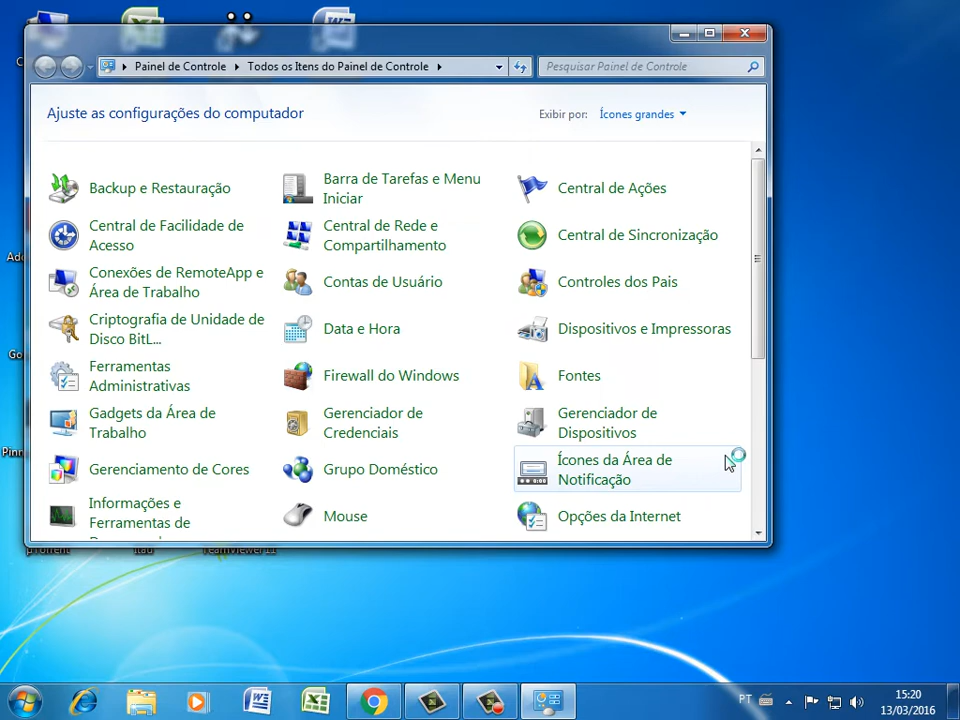 Painel de Controle
Todos os Itens do Painel de Controle
Pesquisar Painel de Controle
Ajuste as configurações do computador
Exibir por:
Ícones grandes
Backup e Restauração
Barra de Tarefas e Menu
Iniciar
Central de Ações
Central de Facilidade de
Acesso
Central de Rede e
Compartilhamento
Central de Sincronização
Conexões de RemoteApp e
Área de Trabalho
Contas de Usuário
Controles dos Pais
Criptografia de Unidade de
Disco BitL...
Data e Hora
Dispositivos e Impressoras
Ferramentas
Administrativas
Firewall do Windows
Fontes
Gadgets da Área de
Trabalho
Gerenciador de
Credenciais
Gerenciador de
Dispositivos
Gerenciamento de Cores
Grupo Doméstico
Ícones da Área de
Notificação
Informações e
Ferramentas de
Mouse
Opções da Internet
PT
15:20
13/03/2016